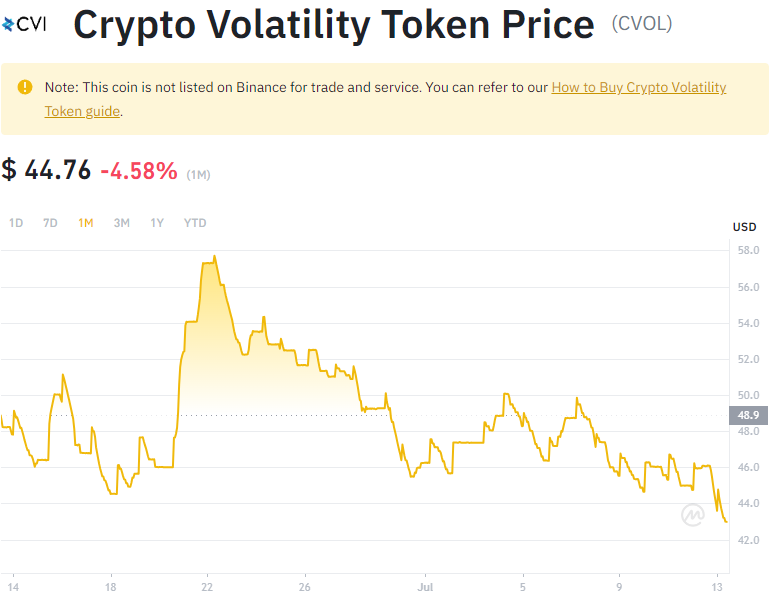 CVI Crypto Volatility Token Price (CVOL)
Note: This coin is not listed on Binance for trade and service. You can refer to our How to Buy Crypto Volatility
Token guide.
$ 44.76 -4.58% (1M)
1D 7D 1M 3M 1Y YTD
USD
58.0
56.0
54.0
52.0
50.0
48.9
48.0
46.0
44.0
42.0
14 18 22 26 Jul 5 9 13